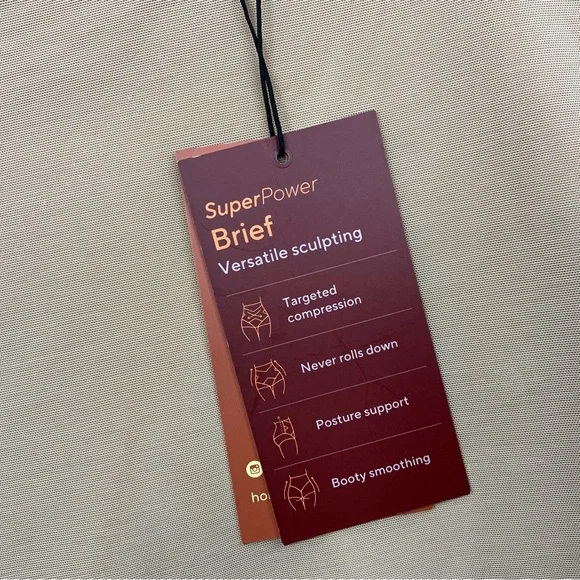 SuperPower
Brief
Versatile sculpting
Targeted
compression
Never rolls down
Posture support
Booty smoothing